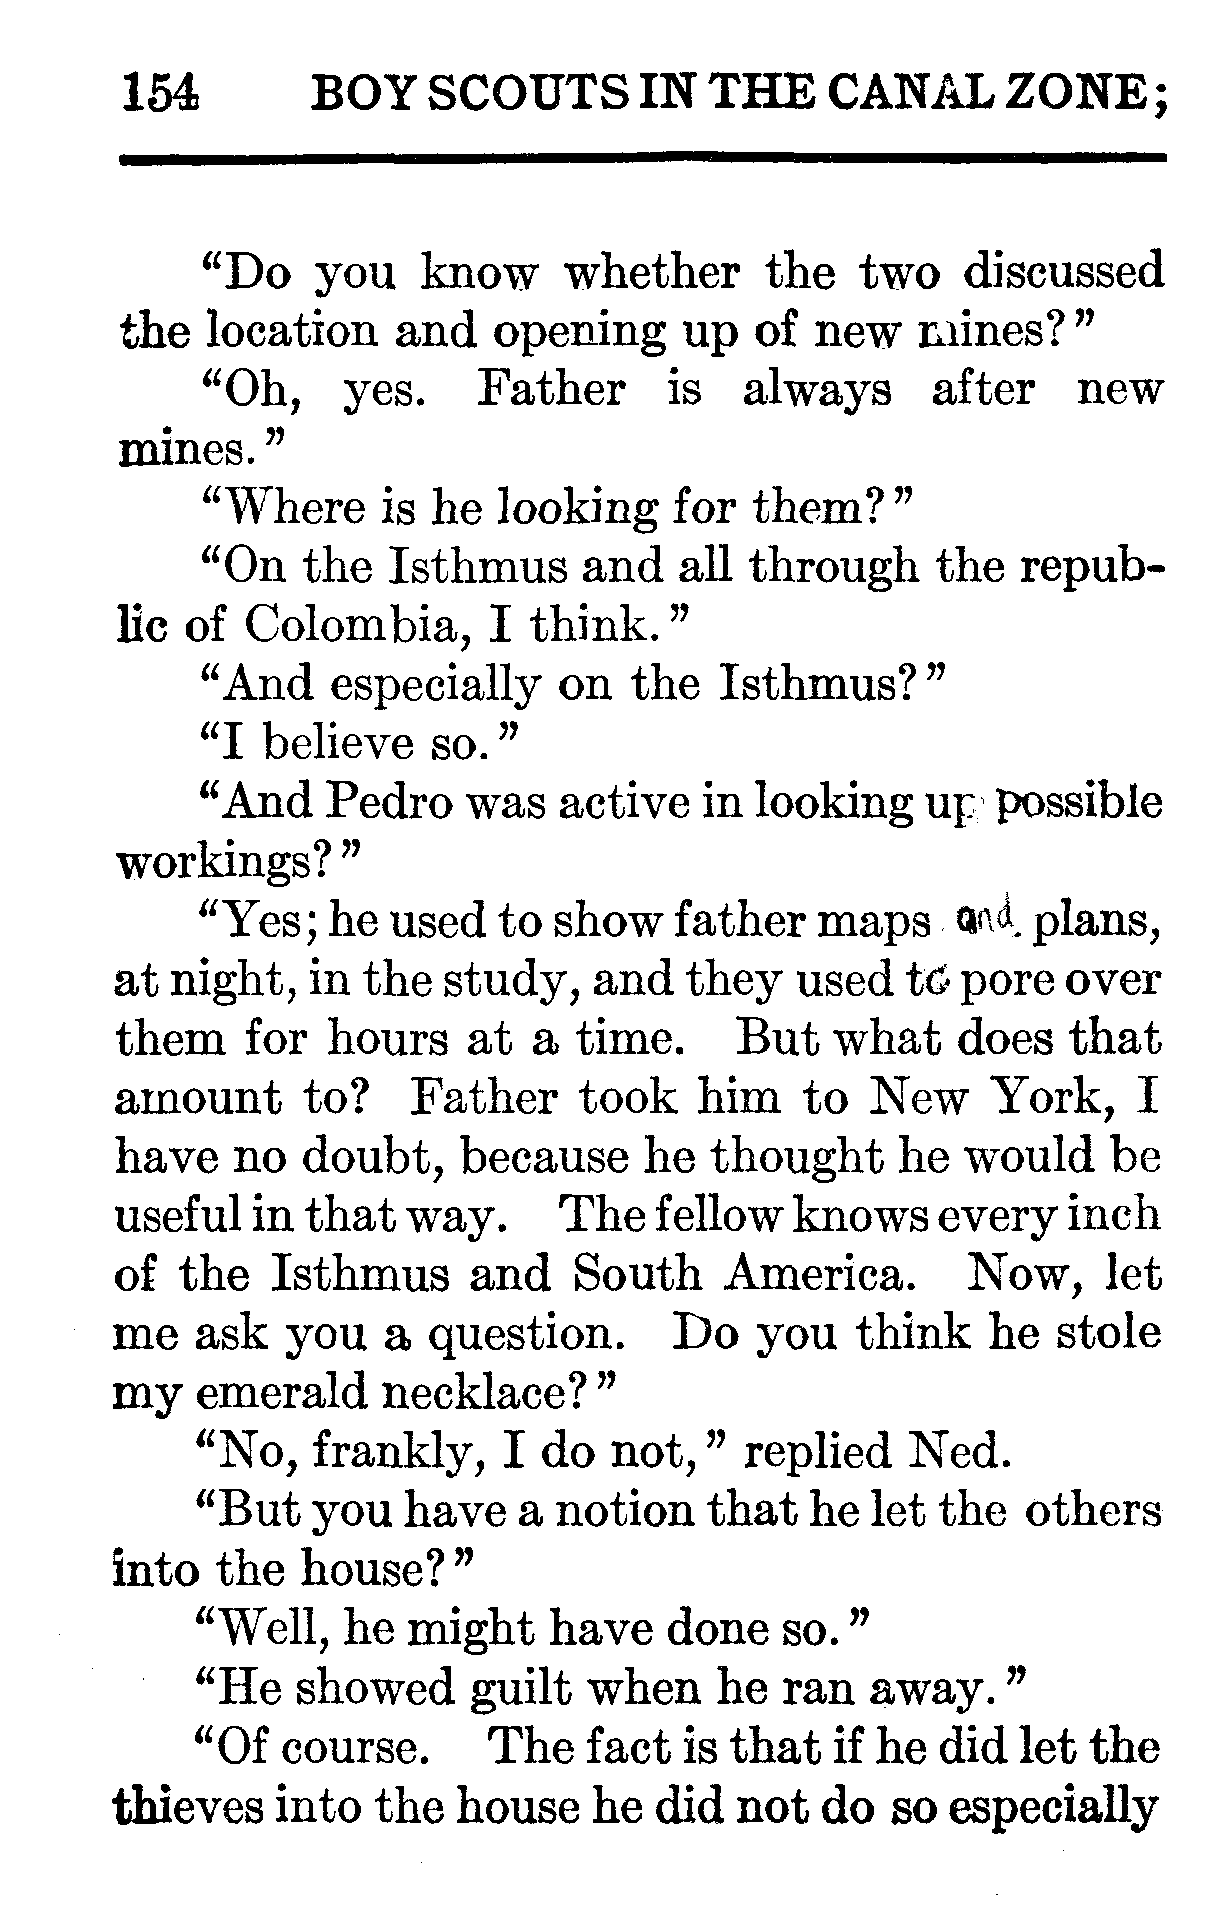 154 BOY SCOUTS IN THE CANAL ZONE;
"Do you know whether the two discussed
the location and opening up of new mines?"
"Oh, yes. Father is always after new
mines."
"Where is he looking for them?"
"On the Isthmus and all through the repub-
lic of Colombia, I think."
"And especially on the Isthmus?"
"I believe so."
"And Pedro was active in looking up possible
workings?"
"Yes; he used to show father maps and plans,
at night, in the study, and they used to pore over
them for hours at a time. But what does that
amount to? Father took him to New York, I
have no doubt, because he thought he would be
useful in that way. The fellow knows every inch
of the Isthmus and South America. Now, let
me ask you a question. Do you think he stole
my emerald necklace?"
"No, frankly, I do not," replied Ned.
"But you have a notion that he let the others
into the house?"
"Well, he might have done so."
"He showed guilt when he ran away."
"Of course. The fact is that if he did let the
thieves into the house he did not do so especially